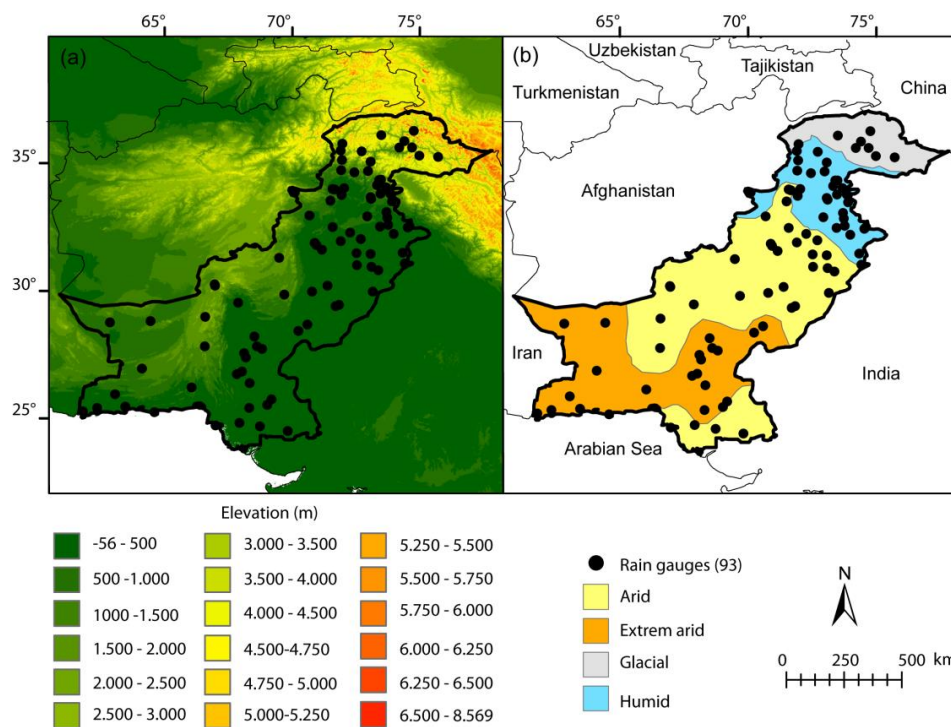 65° 70° 75° 65° 70° 75°
(a)
35°
30°
25°
(b)
Uzbekistan
Tajikistan
China
Turkmenistan
Afghanistan
Iran
India
Arabian Sea
Elevation (m)
-56 - 500
500 -1.000
1000 -1.500
1.500 - 2.000
2.000 - 2.500
2.500 - 3.000
3.000 - 3.500
3.500 - 4.000
4.000 - 4.500
4.500-4.750
4.750 - 5.000
5.000-5.250
5.250 - 5.500
5.500 - 5.750
5.750 - 6.000
6.000 - 6.250
6.250 - 6.500
6.500 - 8.569
Rain gauges (93)
Arid
Extrem arid
Glacial
Humid
N
0 250 500 km